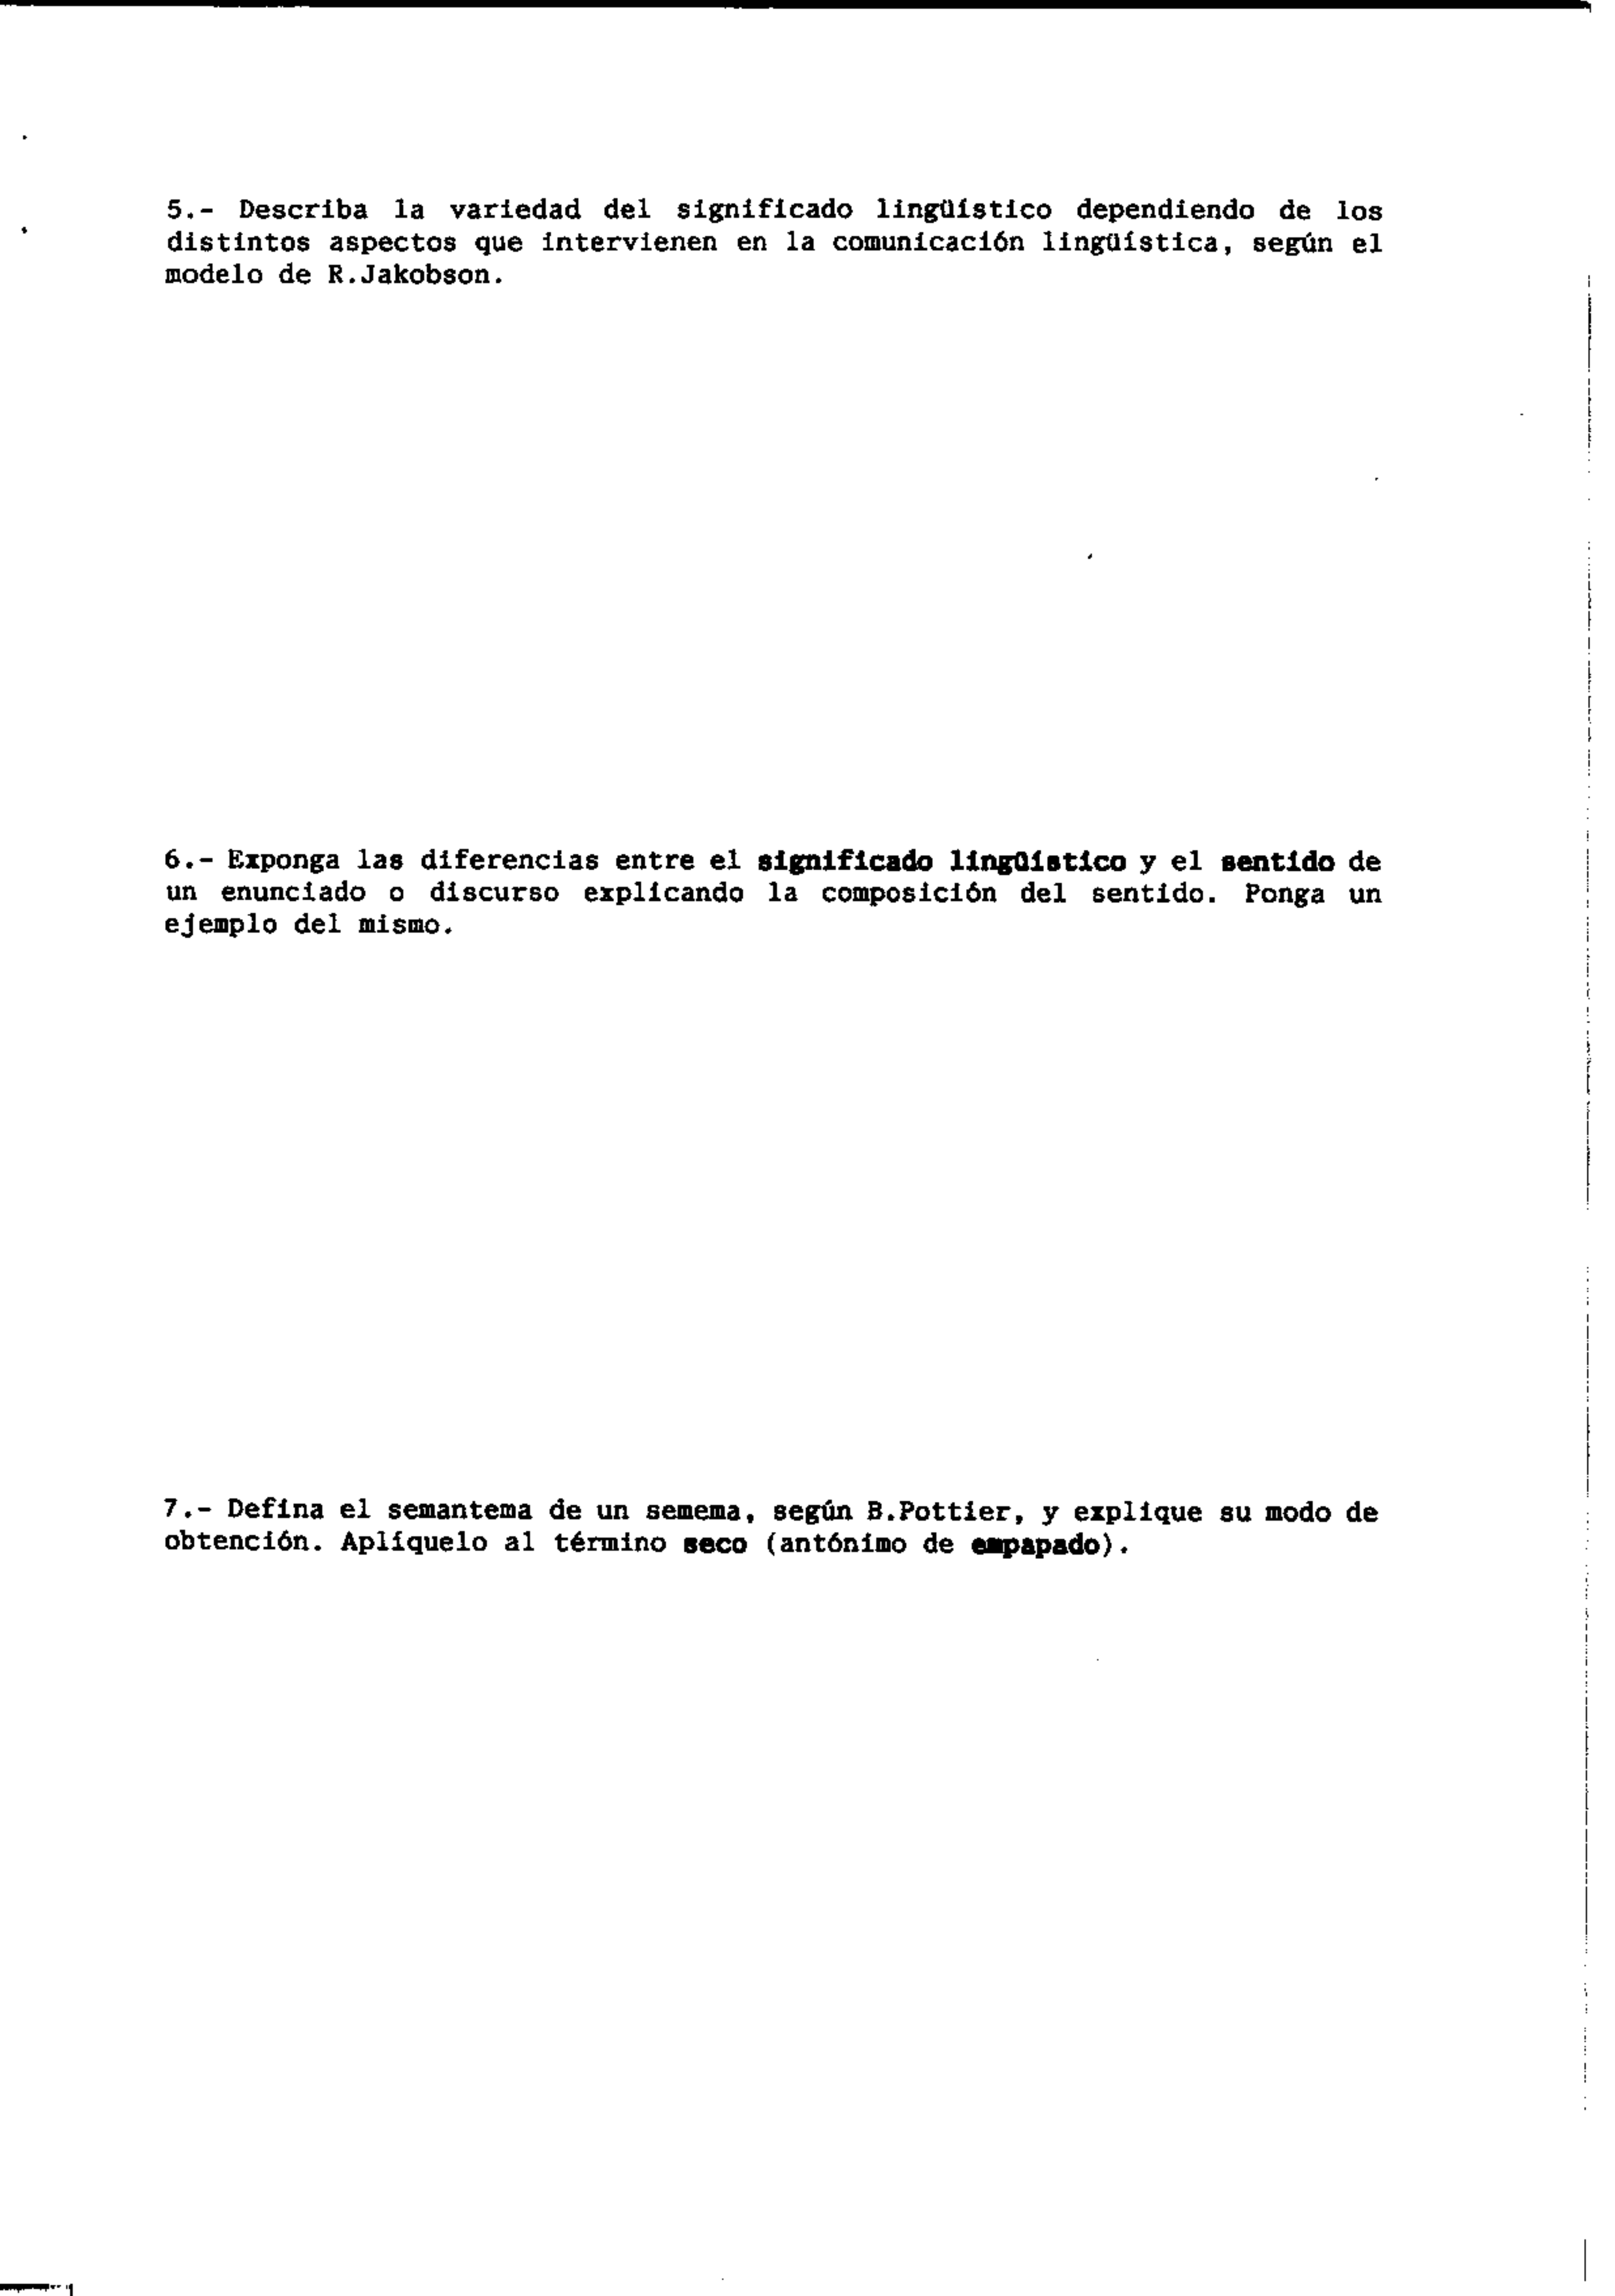 5.- Describa la variedad del significado lingüístico dependiendo de los
distintos aspectos que intervienen en la comunicación lingüística, según el
modelo de R.Jakobson.
6.- Exponga las diferencias entre el significado lingüístico y el sentido de
un enunciado o discurso explicando la composición del sentido. Ponga un
ejemplo del mismo.
7.- Defina el semantema de un semema, según B.Pottier, y explique su modo de
obtención. Aplíquelo al término seco (antónimo de empapado).